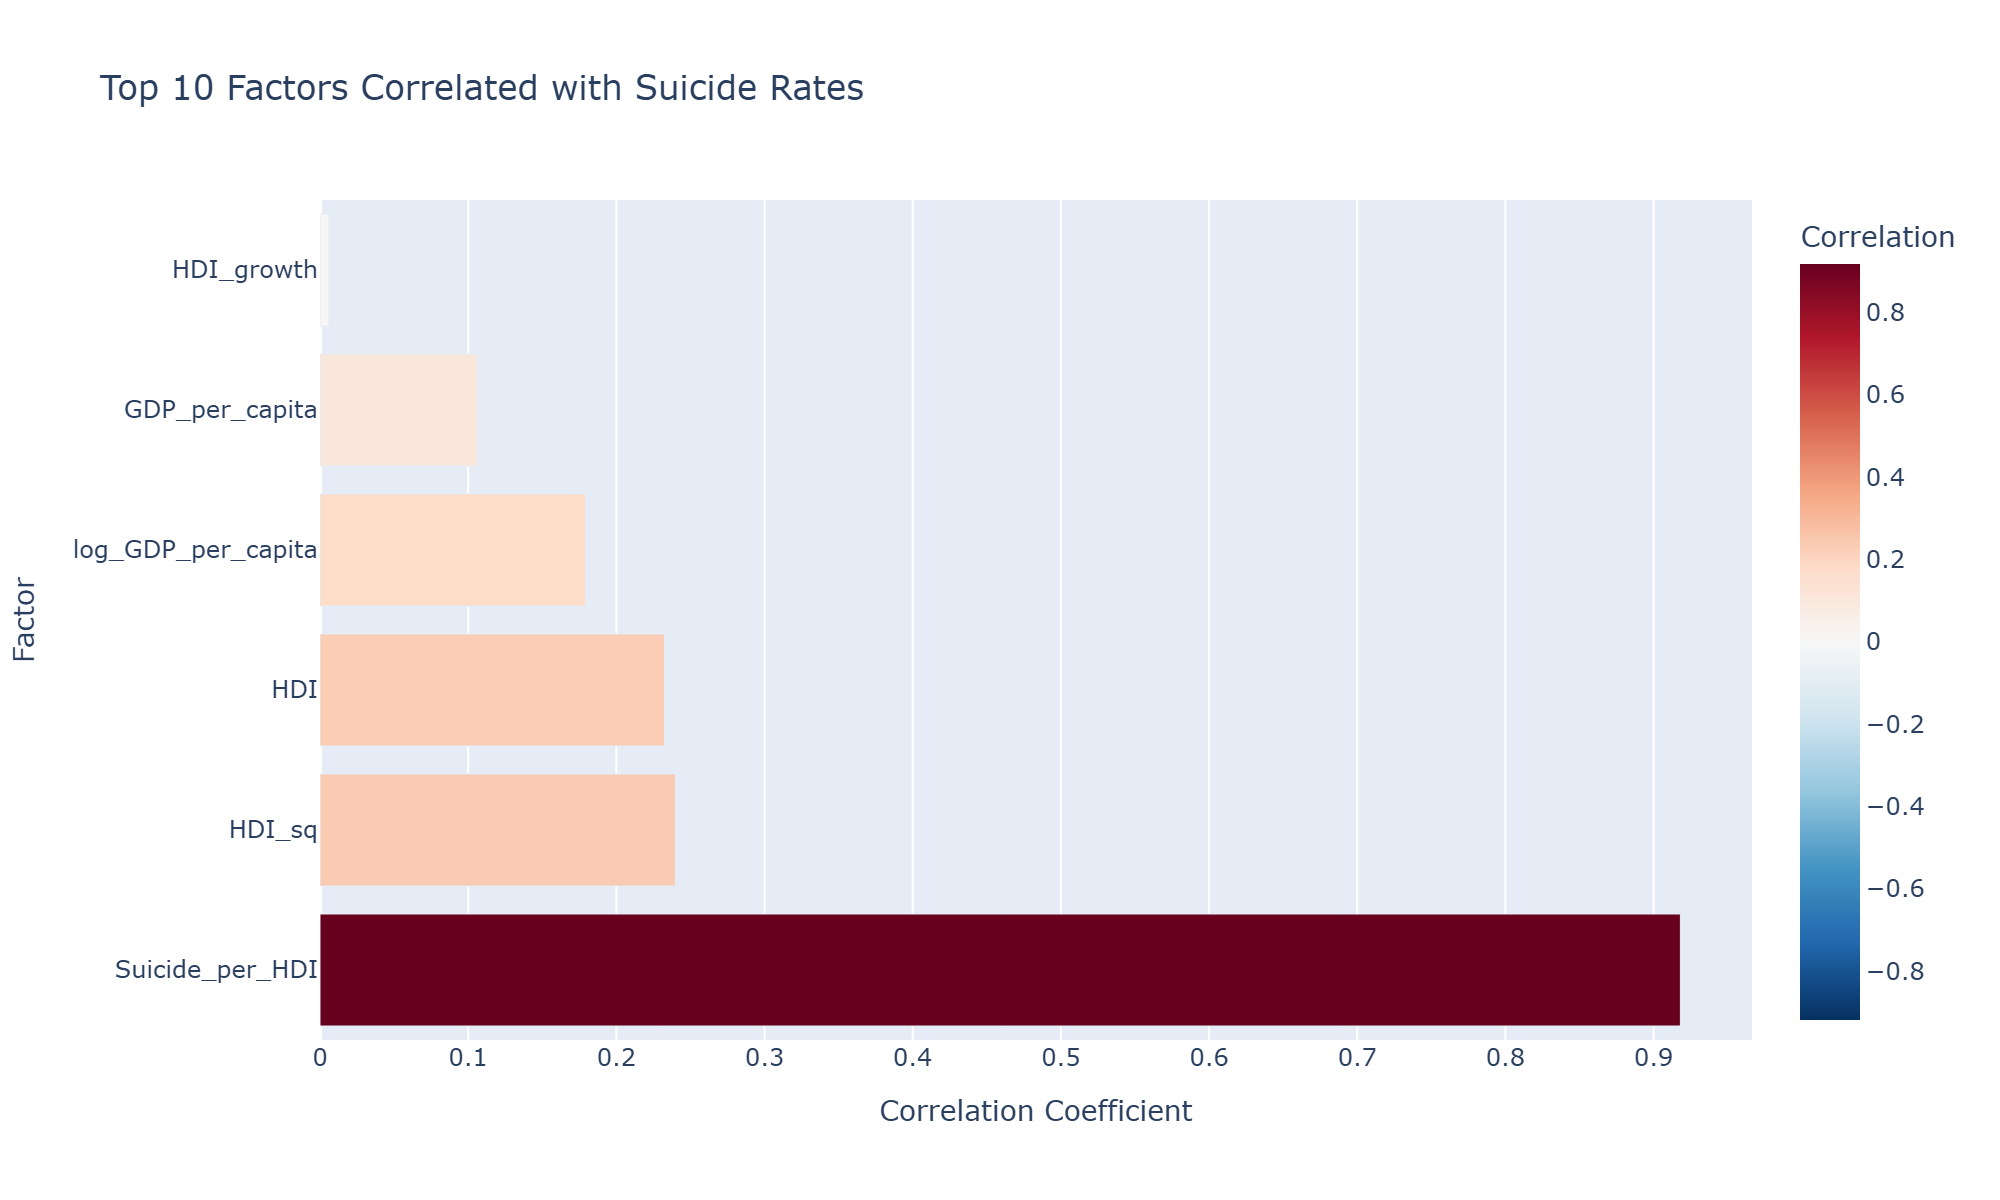 Top 10 Factors Correlated with Suicide Rates
Factor
HDI_growth
GDP_per_capita
log_GDP_per_capita
HDI
HDI_sq
Suicide_per_HDI
0 0.1 0.2 0.3 0.4 0.5 0.6 0.7 0.8 0.9
Correlation Coefficient
Correlation
0.8
0.6
0.4
0.2
0
−0.2
−0.4
−0.6
−0.8